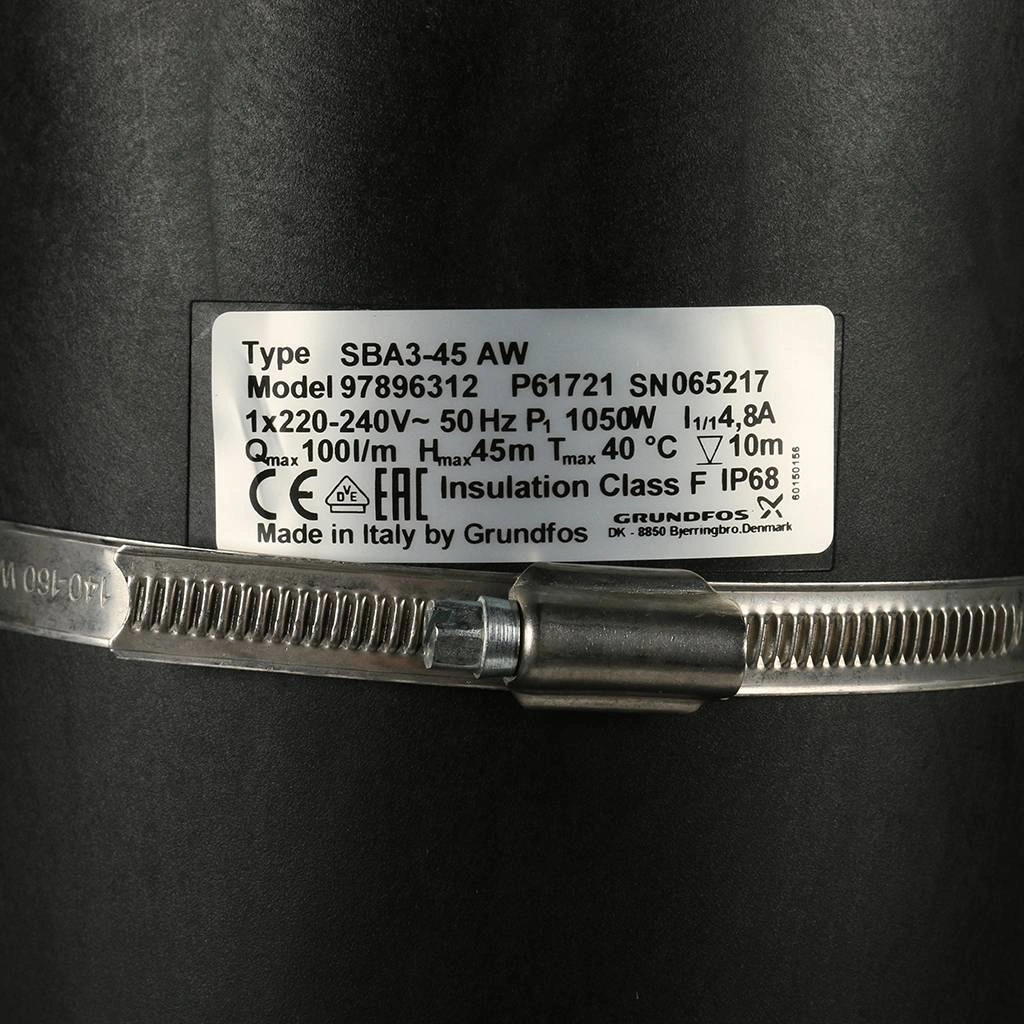 Type SBA3-45 AW
Model 97896312 P61721 SN065217
1x220-240V~ 50 Hz P1 1050W I1/1 4,8A
Qmax 100l/m Hmax 45m Tmax 40 °C 10m
CE DVE EAC Insulation Class F IP68
60150156
GRUNDFOS
Made in Italy by Grundfos DK - 8850 Bjerringbro.Denmark
140-160 W